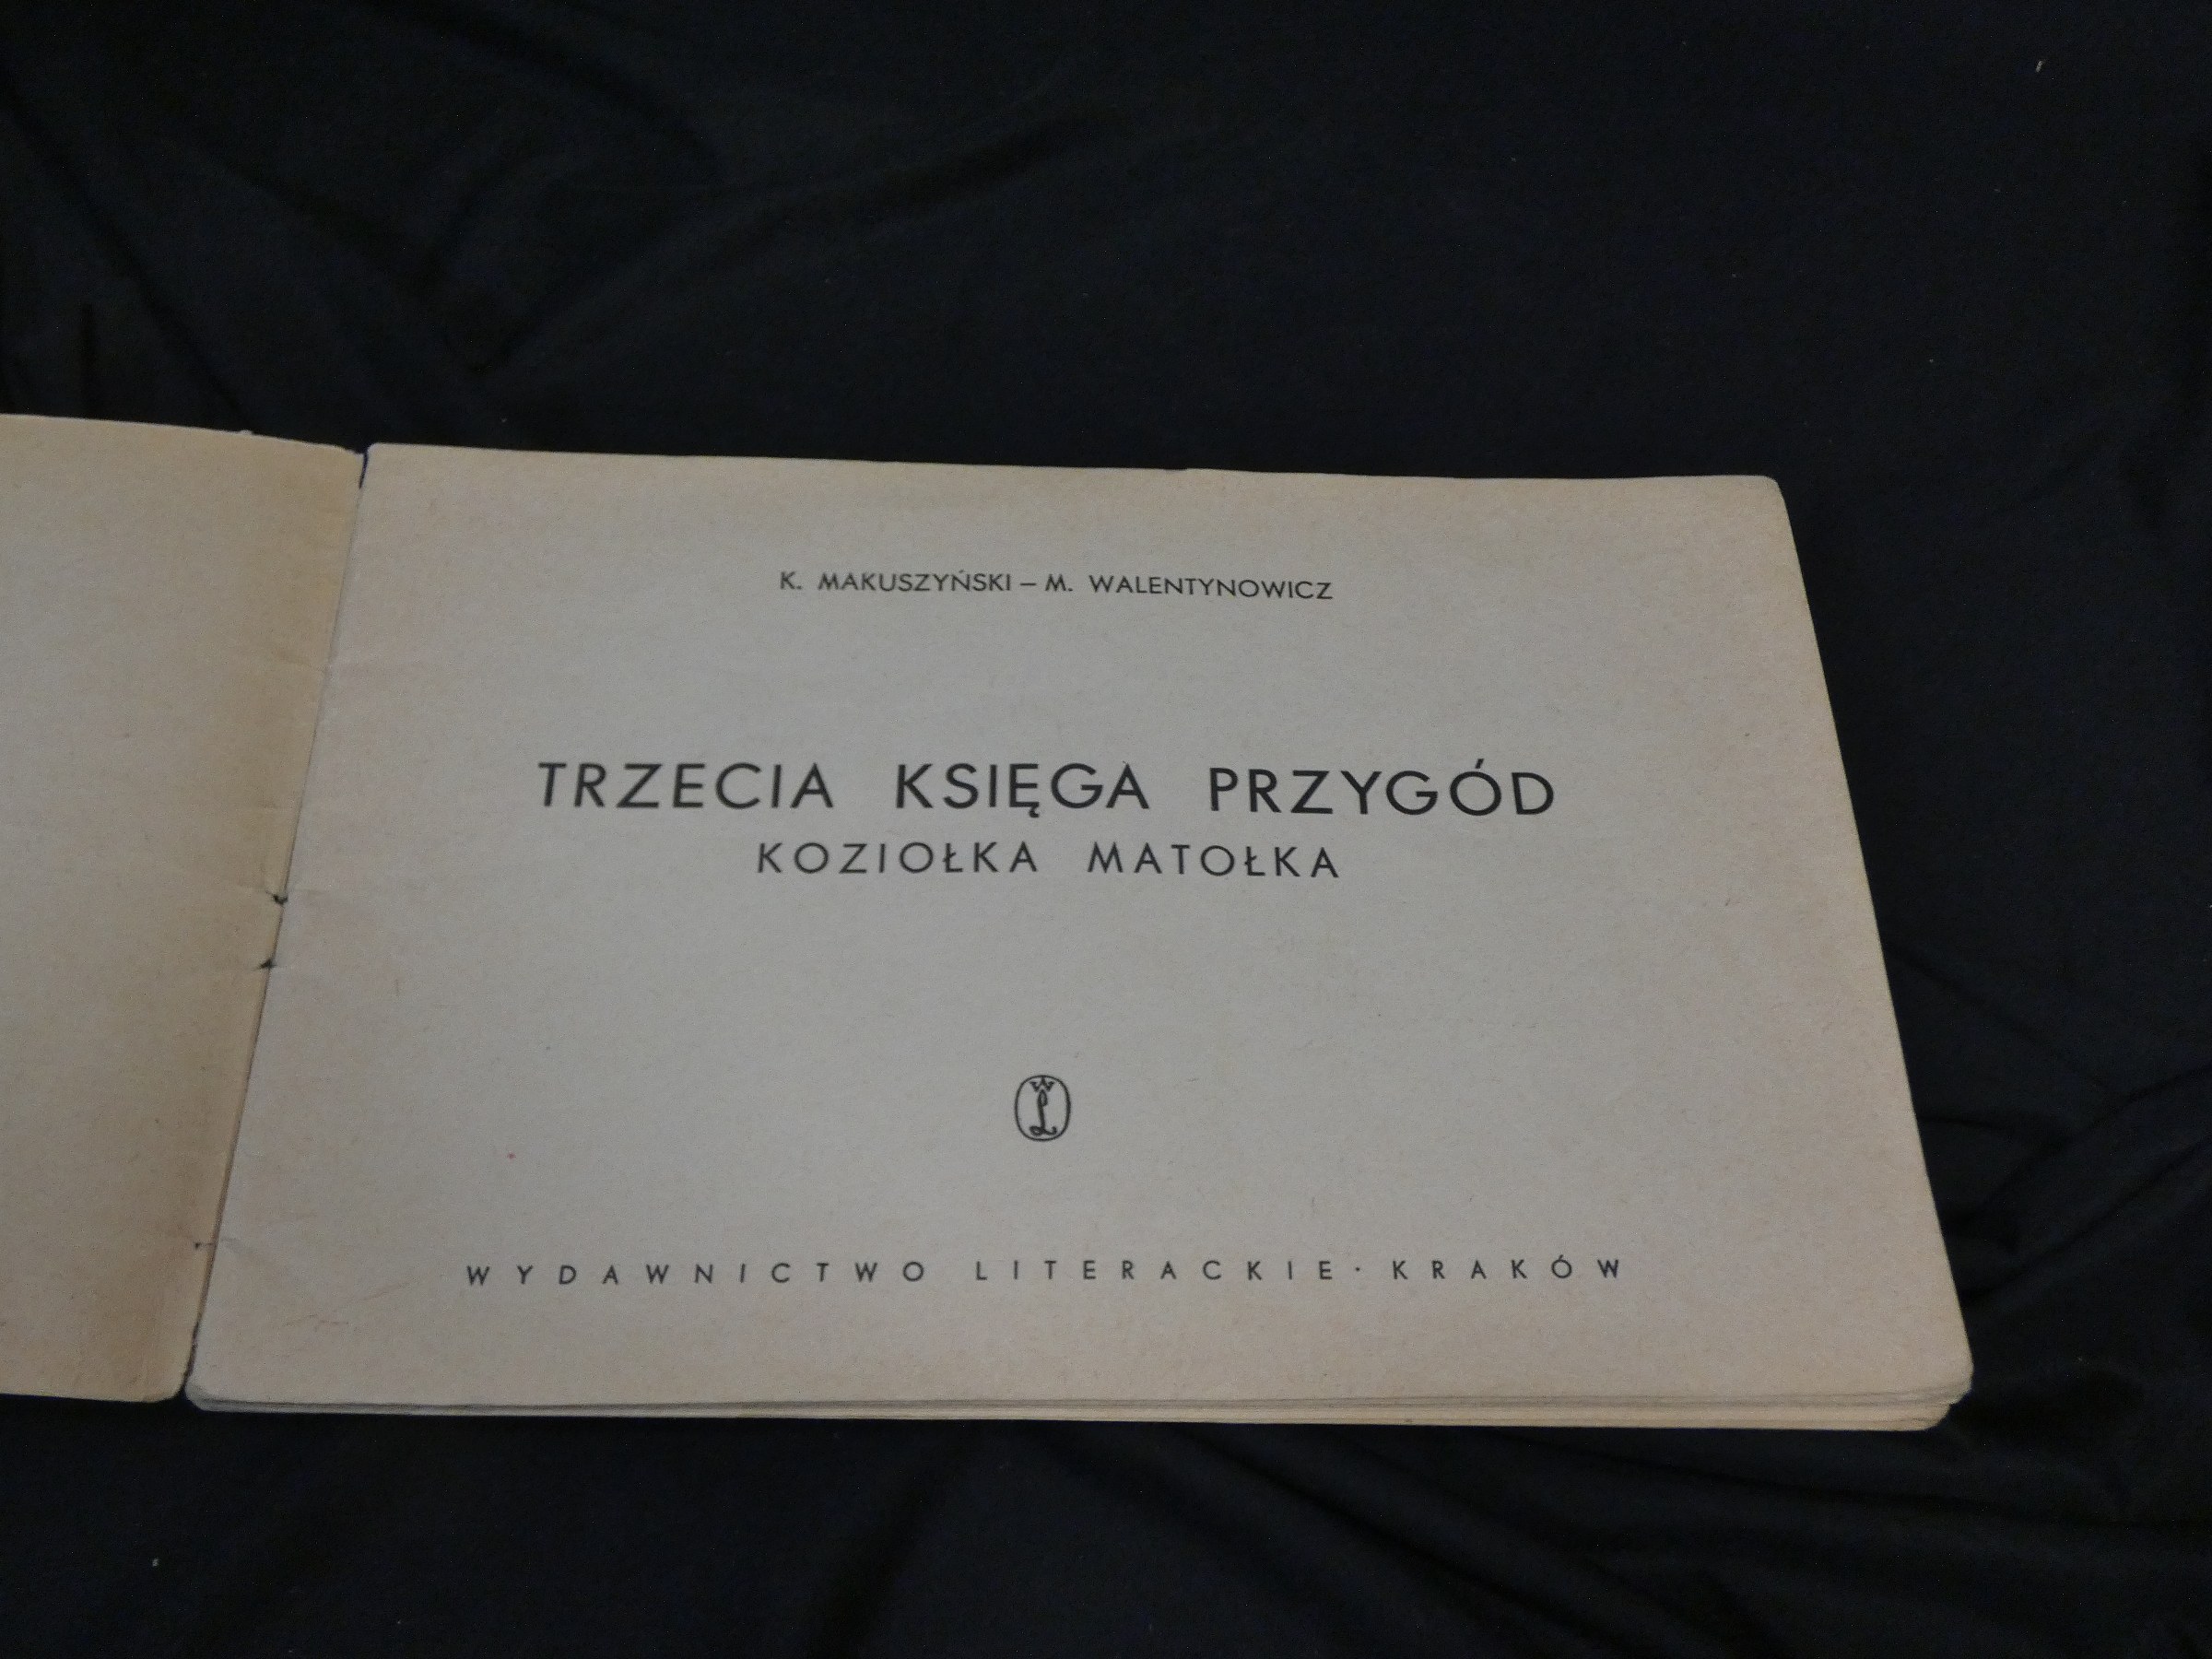 K. MAKUSZYŃSKI – M. WALENTYNOWICZ
TRZECIA KSIĘGA PRZYGÓD
KOZIOŁKA MATOŁKA
WYDAWNICTWO LITERACKIE · KRAKÓW